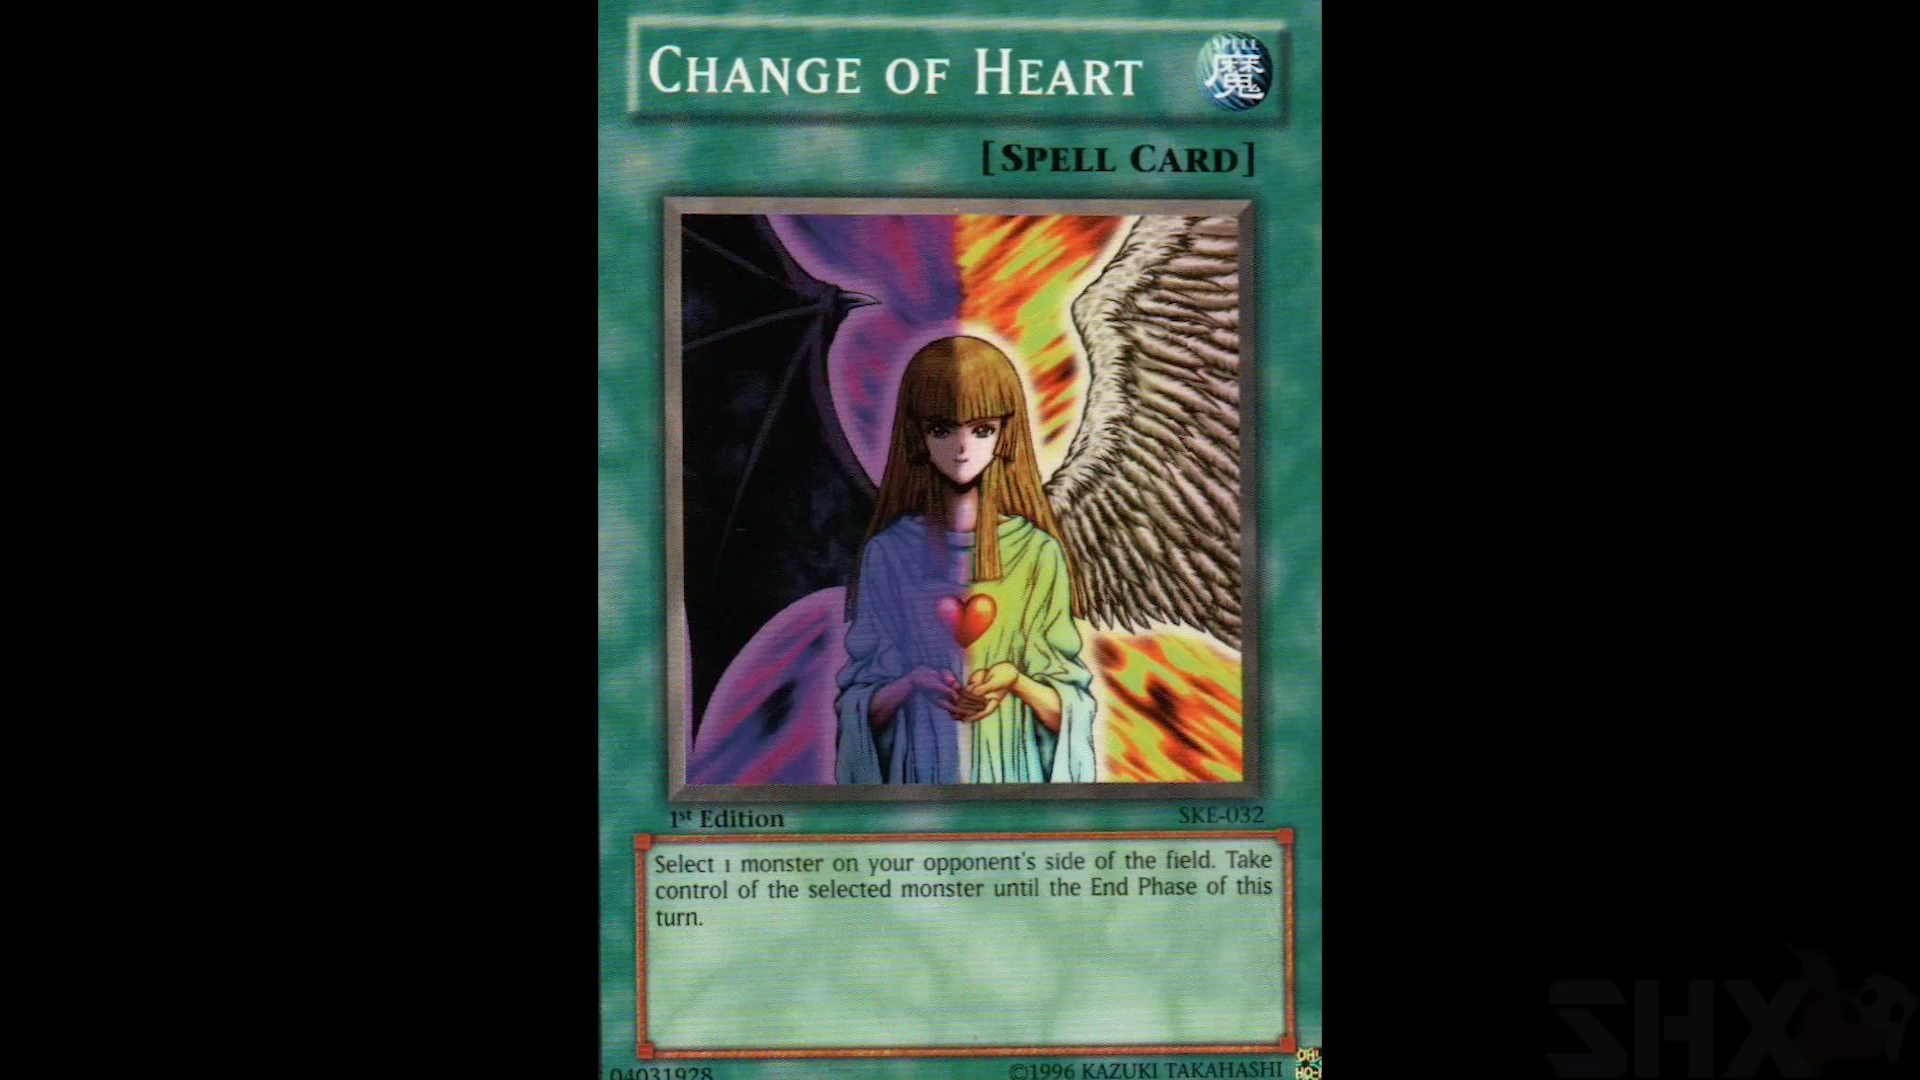 CHANGE OF HEART
SPELL
魔
[SPELL CARD]
1st Edition
SKE-032
Select 1 monster on your opponent's side of the field. Take
control of the selected monster until the End Phase of this
turn.
04031928
©1996 KAZUKI TAKAHASHI
SHX